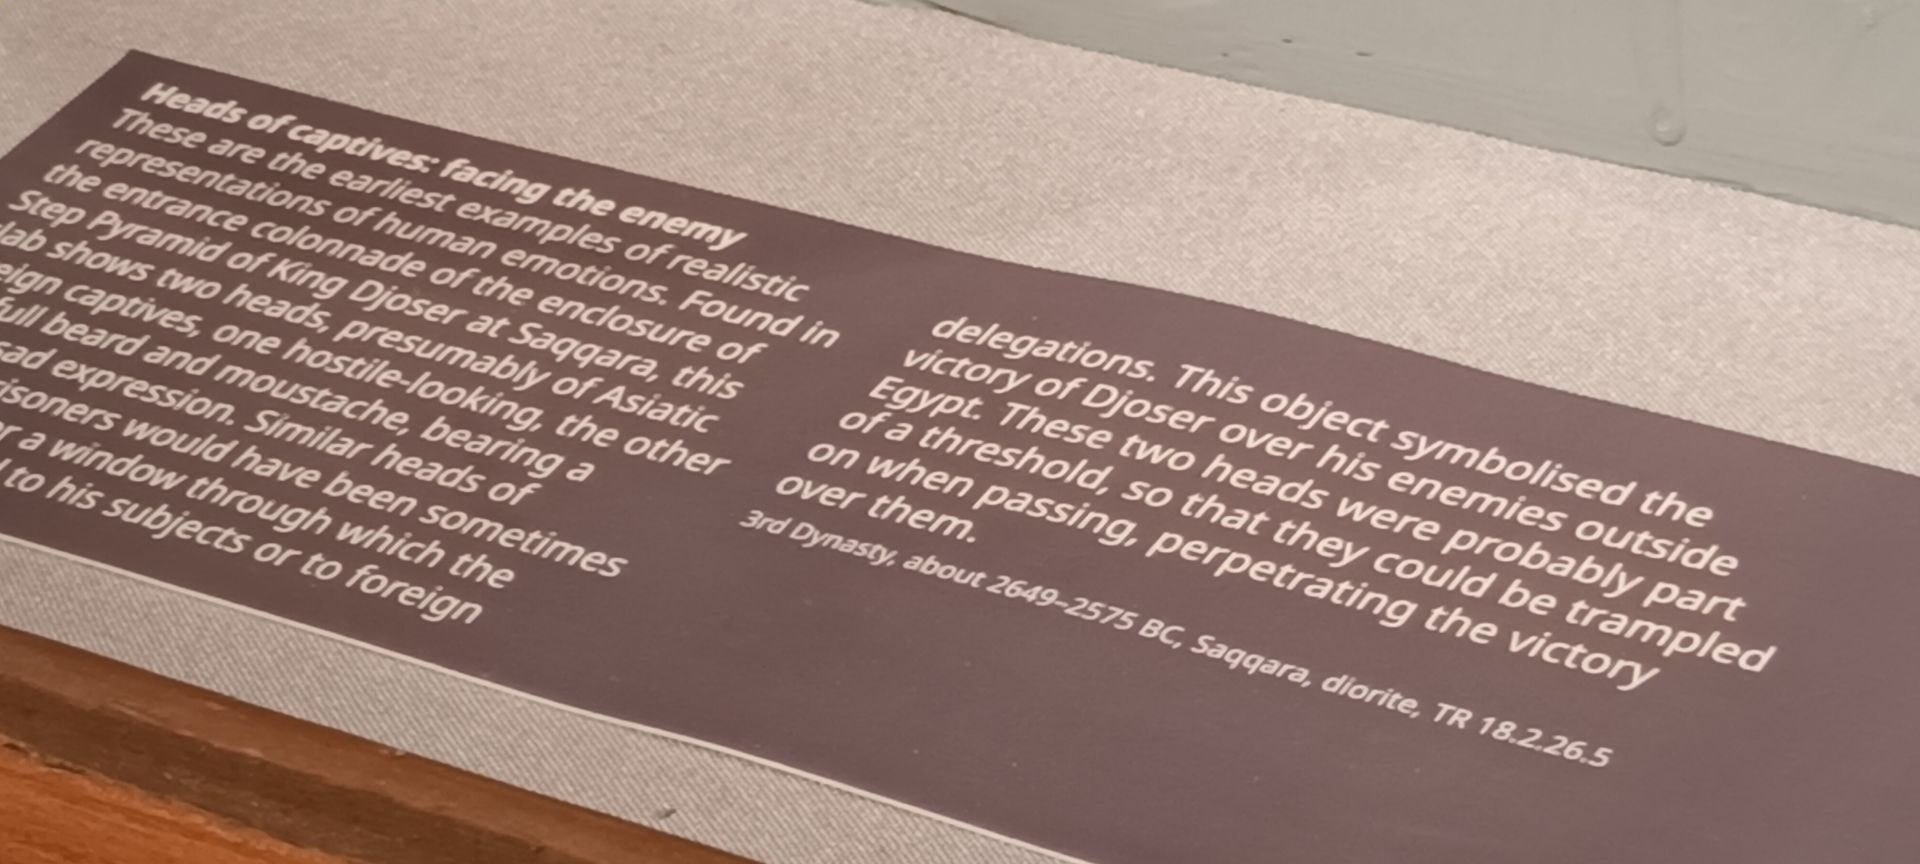 Heads of captives: facing the enemy
These are the earliest examples of realistic
representations of human emotions. Found in
the entrance colonnade of the enclosure of
Step Pyramid of King Djoser at Saqqara, this
lab shows two heads, presumably of Asiatic
eign captives, one hostile-looking, the other
full beard and moustache, bearing a
sad expression. Similar heads of
isoners would have been sometimes
r a window through which the
to his subjects or to foreign
delegations. This object symbolised the
victory of Djoser over his enemies outside
Egypt. These two heads were probably part
of a threshold, so that they could be trampled
on when passing, perpetrating the victory
over them.
3rd Dynasty, about 2649-2575 BC, Saqqara, diorite, TR 18.2.26.5